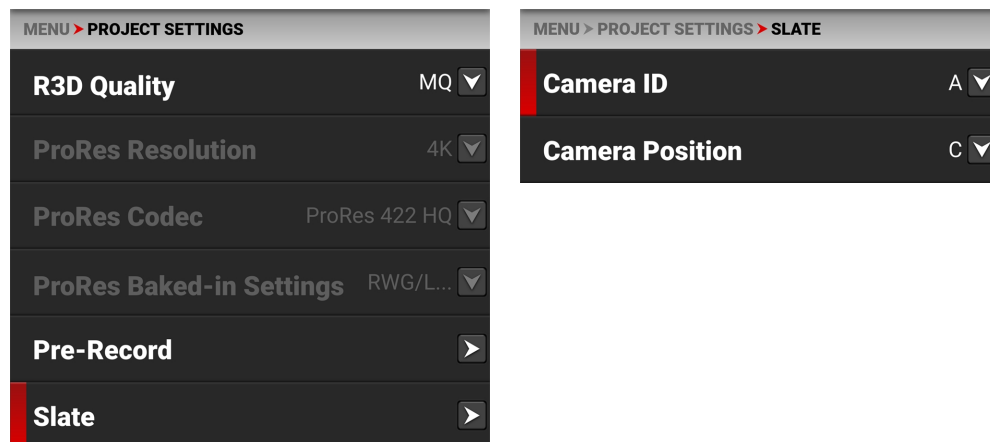 MENU ➤ PROJECT SETTINGS
R3D Quality MQ
ProRes Resolution 4K
ProRes Codec ProRes 422 HQ
ProRes Baked-in Settings RWG/L...
Pre-Record
Slate
MENU ➤ PROJECT SETTINGS ➤ SLATE
Camera ID A
Camera Position C